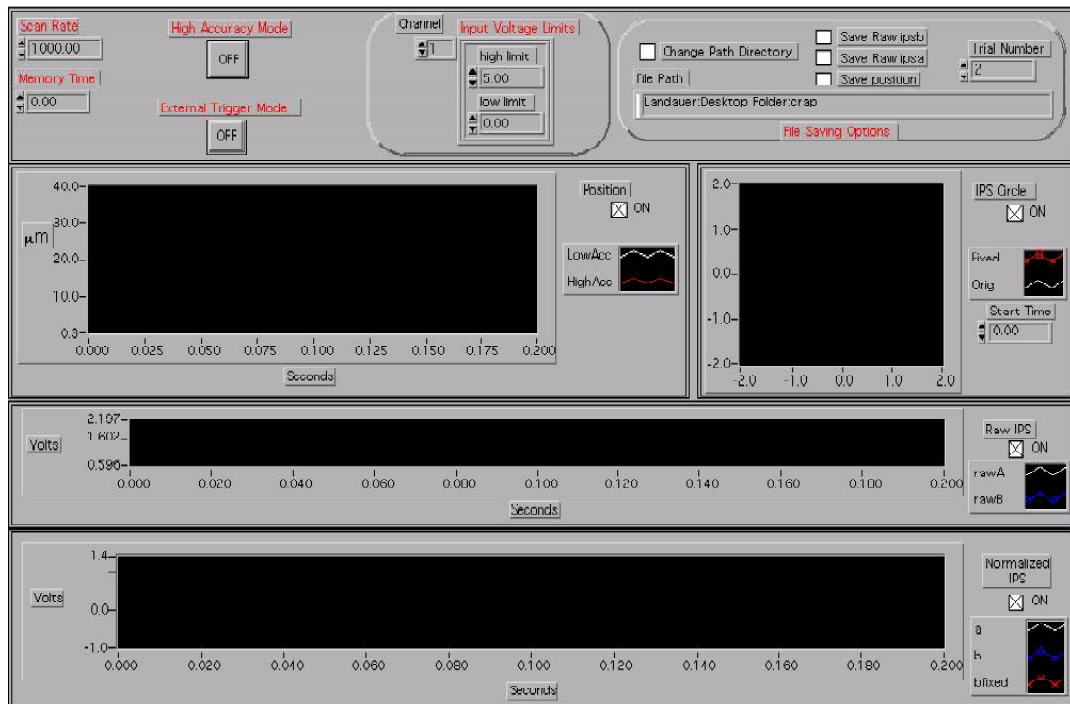 Scan Rate
1000.00
Memory Time
0.00
High Accuracy Mode
OFF
External Trigger Mode
OFF
Channel
1
Input Voltage Limits
high limit
5.00
low limit
0.00
Change Path Directory
Save Raw ipsb
Save Raw ipsa
Save position
Trial Number
2
File Path
Landauer:Desktop Folder:crap
File Saving Options
40.0
30.0
20.0
10.0
0.3
μm
0.000 0.025 0.050 0.075 0.100 0.125 0.150 0.175 0.200
Seconds
Position
ON
LowAcc
HighAcc
2.0
1.0
0.0
-1.0
-2.0
-2.0 -1.0 0.0 1.0 2.0
IPS Circle
ON
Fixed
Orig
Start Time
0.00
Volts
2.197
1.602
0.596
0.000 0.020 0.040 0.060 0.080 0.100 0.120 0.140 0.160 0.180 0.200
Seconds
Raw IPS
ON
rawA
rawB
Volts
1.4
0.0
-1.0
0.000 0.020 0.040 0.060 0.080 0.100 0.120 0.140 0.160 0.180 0.200
Seconds
Normalized
IPS
ON
a
b
bfixed